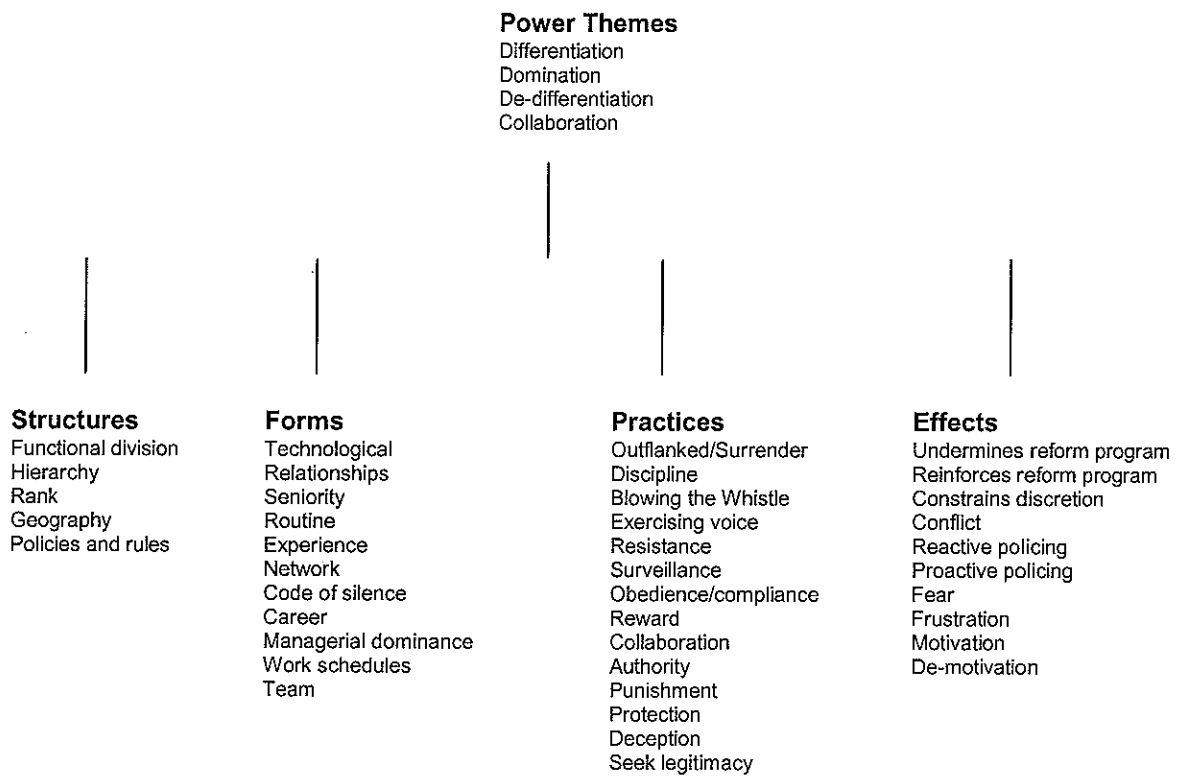 Power Themes
Differentiation
Domination
De-differentiation
Collaboration
Structures
Functional division
Hierarchy
Rank
Geography
Policies and rules
Forms
Technological
Relationships
Seniority
Routine
Experience
Network
Code of silence
Career
Managerial dominance
Work schedules
Team
Practices
Outflanked/Surrender
Discipline
Blowing the Whistle
Exercising voice
Resistance
Surveillance
Obedience/compliance
Reward
Collaboration
Authority
Punishment
Protection
Deception
Seek legitimacy
Effects
Undermines reform program
Reinforces reform program
Constrains discretion
Conflict
Reactive policing
Proactive policing
Fear
Frustration
Motivation
De-motivation